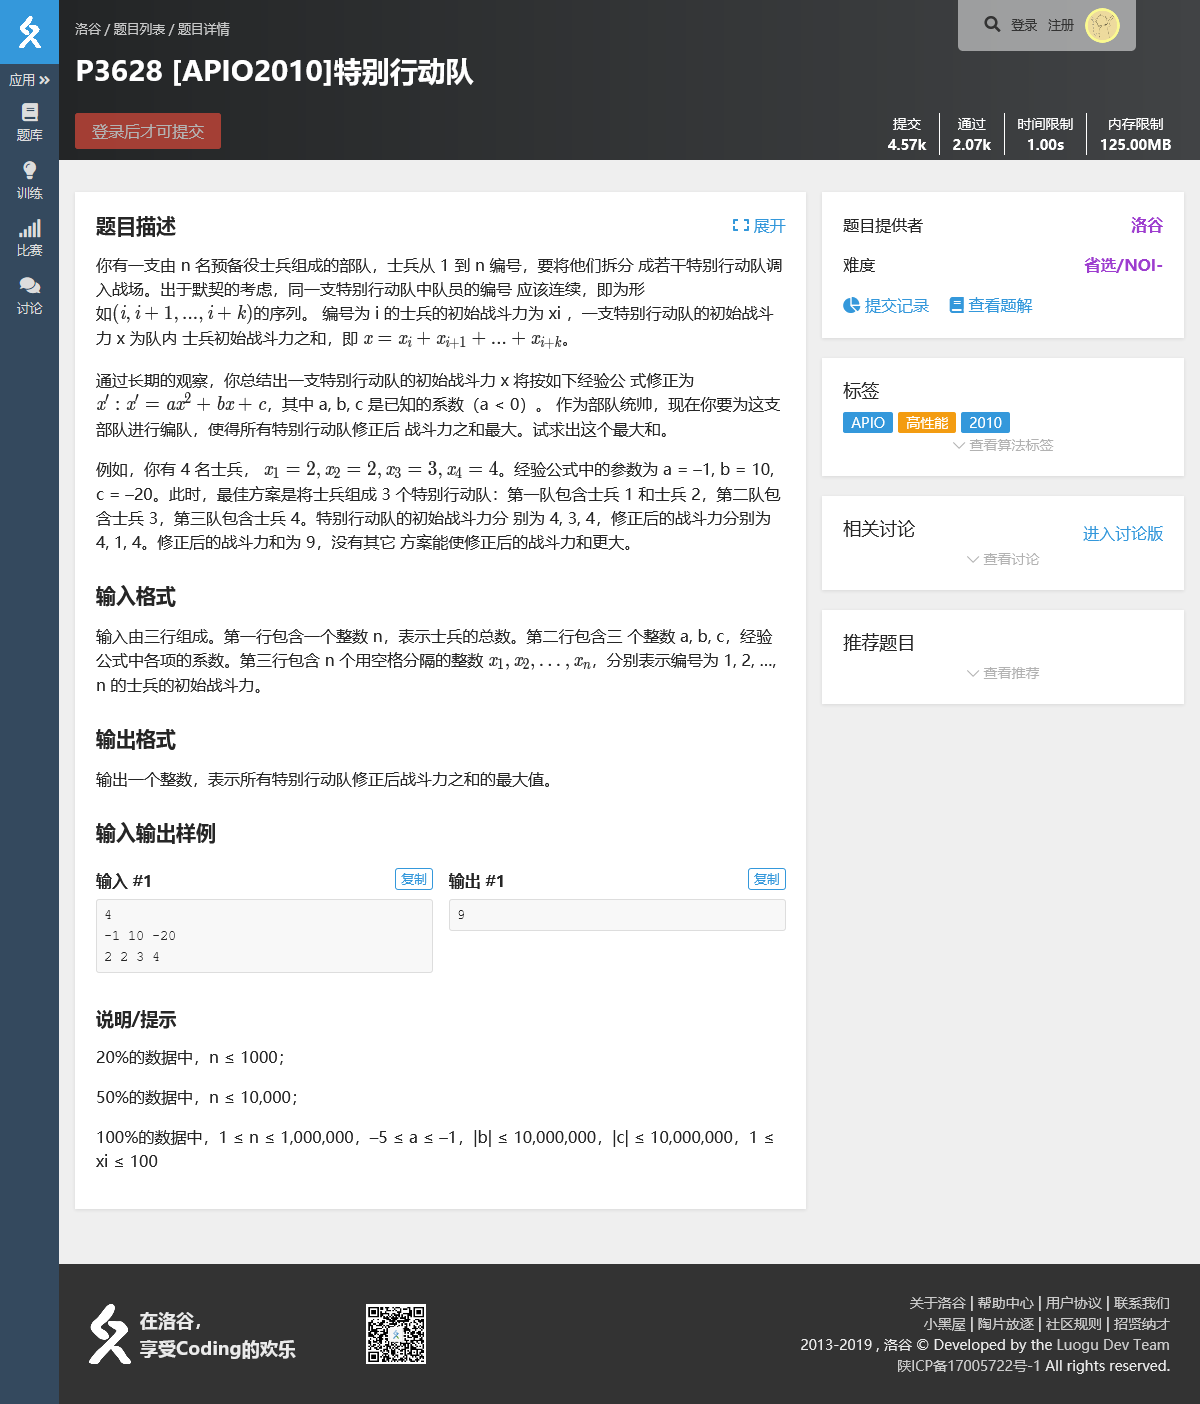 洛谷 / 题目列表 / 题目详情
登录 注册
P3628 [APIO2010]特别行动队
登录后才可提交
提交 通过 时间限制 内存限制
4.57k 2.07k 1.00s 125.00MB
应用
题库
训练
比赛
讨论
题目描述
展开
你有一支由 n 名预备役士兵组成的部队，士兵从 1 到 n 编号，要将他们拆分 成若干特别行动队调
入战场。出于默契的考虑，同一支特别行动队中队员的编号 应该连续，即为形
如(i, i + 1, ..., i + k)的序列。 编号为 i 的士兵的初始战斗力为 xi ，一支特别行动队的初始战斗
力 x 为队内 士兵初始战斗力之和，即 x = x_i + x_{i+1} + ... + x_{i+k}。
通过长期的观察，你总结出一支特别行动队的初始战斗力 x 将按如下经验公 式修正为
x′ : x′ = ax² + bx + c，其中 a, b, c 是已知的系数（a < 0）。 作为部队统帅，现在你要为这支
部队进行编队，使得所有特别行动队修正后 战斗力之和最大。试求出这个最大和。
例如，你有 4 名士兵， x₁ = 2, x₂ = 2, x₃ = 3, x₄ = 4。经验公式中的参数为 a = –1, b = 10,
c = –20。此时，最佳方案是将士兵组成 3 个特别行动队：第一队包含士兵 1 和士兵 2，第二队包
含士兵 3，第三队包含士兵 4。特别行动队的初始战斗力分 别为 4, 3, 4，修正后的战斗力分别为
4, 1, 4。修正后的战斗力和为 9，没有其它 方案能使修正后的战斗力和更大。
输入格式
输入由三行组成。第一行包含一个整数 n，表示士兵的总数。第二行包含三 个整数 a, b, c，经验
公式中各项的系数。第三行包含 n 个用空格分隔的整数 x₁, x₂, . . . , xₙ，分别表示编号为 1, 2, …,
n 的士兵的初始战斗力。
输出格式
输出一个整数，表示所有特别行动队修正后战斗力之和的最大值。
输入输出样例
输入 #1
复制
4
-1 10 -20
2 2 3 4
输出 #1
复制
9
说明/提示
20%的数据中，n ≤ 1000；
50%的数据中，n ≤ 10,000；
100%的数据中，1 ≤ n ≤ 1,000,000，–5 ≤ a ≤ –1，|b| ≤ 10,000,000，|c| ≤ 10,000,000，1 ≤
xi ≤ 100
题目提供者 洛谷
难度 省选/NOI-
提交记录 查看题解
标签
APIO 高性能 2010
查看算法标签
相关讨论 进入讨论版
查看讨论
推荐题目
查看推荐
在洛谷，
享受Coding的欢乐
关于洛谷 | 帮助中心 | 用户协议 | 联系我们
小黑屋 | 陶片放逐 | 社区规则 | 招贤纳才
2013-2019 , 洛谷 © Developed by the Luogu Dev Team
陕ICP备17005722号-1 All rights reserved.